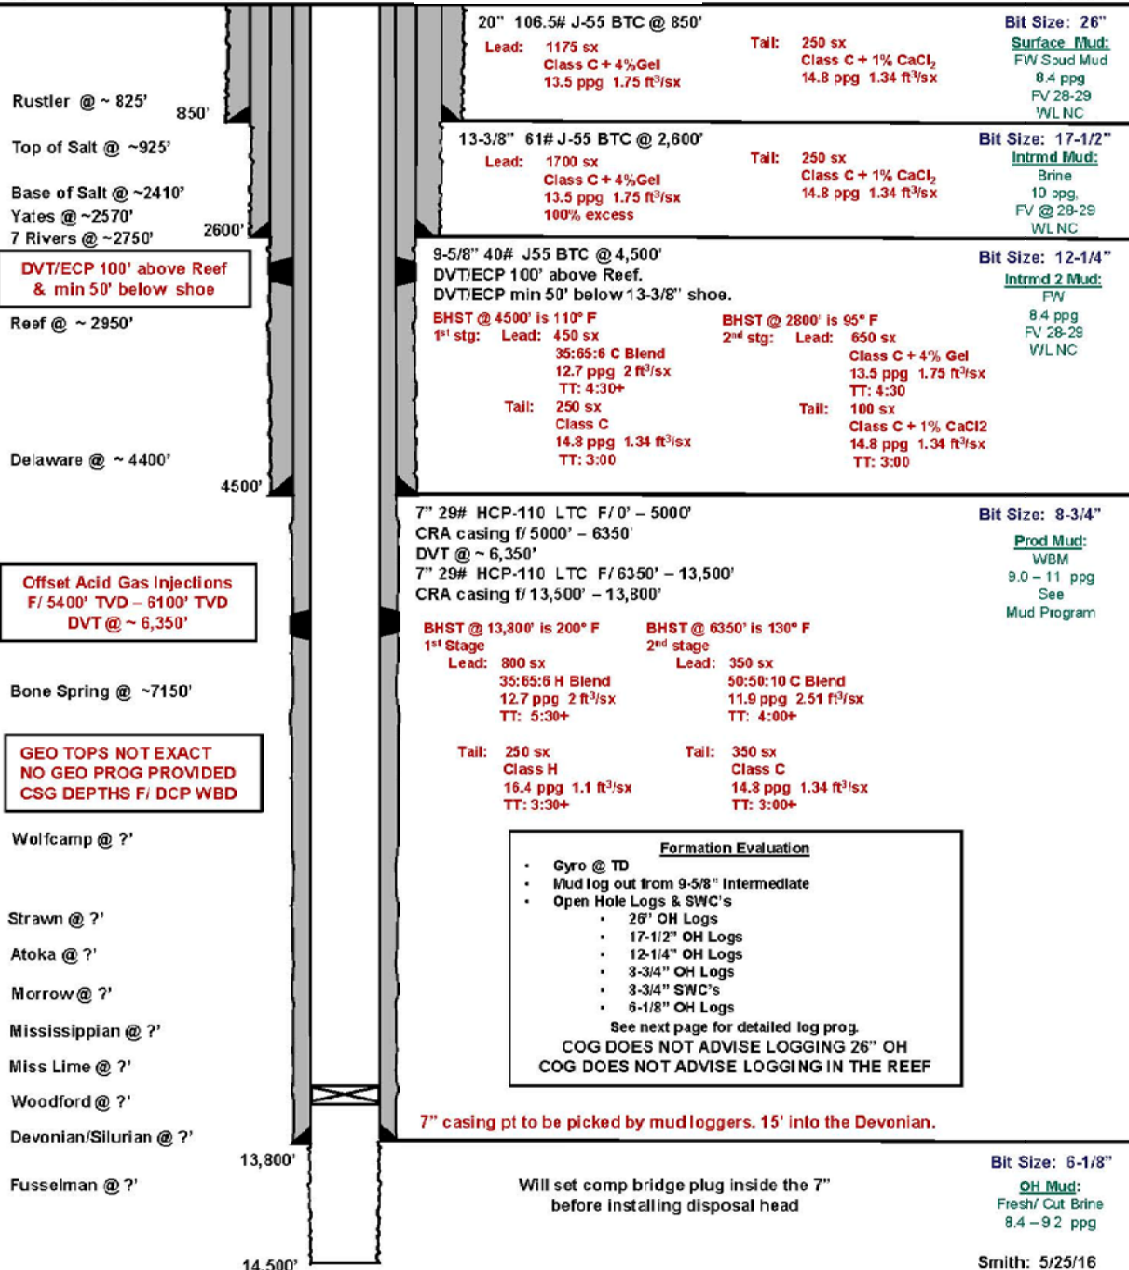 20" 106.5# J-55 BTC @ 850'
Lead: 1175 sx
Class C + 4%Gel
13.5 ppg 1.75 ft³/sx
Tail: 250 sx
Class C + 1% CaCl₂
14.8 ppg 1.34 ft³/sx
Bit Size: 26"
Surface Mud:
FW Spud Mud
8.4 ppg
FV 28-29
WL NC
Rustler @ ~ 825'
850'
Top of Salt @ ~925'
Base of Salt @ ~2410'
Yates @ ~2570'
7 Rivers @ ~2750'
2600'
13-3/8" 61# J-55 BTC @ 2,600'
Lead: 1700 sx
Class C + 4%Gel
13.5 ppg 1.75 ft³/sx
100% excess
Tail: 250 sx
Class C + 1% CaCl₂
14.8 ppg 1.34 ft³/sx
Bit Size: 17-1/2"
Intrmd Mud:
Brine
10 ppg,
FV @ 28-29
WL NC
DVT/ECP 100' above Reef
& min 50' below shoe
Reef @ ~ 2950'
Delaware @ ~ 4400'
4500'
9-5/8" 40# J55 BTC @ 4,500'
DVT/ECP 100' above Reef.
DVT/ECP min 50' below 13-3/8" shoe.
BHST @ 4500' is 110° F
1st stg: Lead: 450 sx
35:65:6 C Blend
12.7 ppg 2 ft³/sx
TT: 4:30+
Tail: 250 sx
Class C
14.8 ppg 1.34 ft³/sx
TT: 3:00
BHST @ 2800' is 95° F
2nd stg: Lead: 650 sx
Class C + 4% Gel
13.5 ppg 1.75 ft³/sx
TT: 4:30
Tail: 100 sx
Class C + 1% CaCl2
14.8 ppg 1.34 ft³/sx
TT: 3:00
Bit Size: 12-1/4"
Intrmd 2 Mud:
FW
8.4 ppg
FV 28-29
WL NC
7" 29# HCP-110 LTC F/ 0' – 5000'
CRA casing f/ 5000' – 6350'
DVT @ ~ 6,350'
7" 29# HCP-110 LTC F/ 6350' – 13,500'
CRA casing f/ 13,500' – 13,800'
BHST @ 13,800' is 200° F
1st Stage
Lead: 800 sx
35:65:6 H Blend
12.7 ppg 2 ft³/sx
TT: 5:30+
Tail: 250 sx
Class H
16.4 ppg 1.1 ft³/sx
TT: 3:30+
BHST @ 6350' is 130° F
2nd stage
Lead: 350 sx
50:50:10 C Blend
11.9 ppg 2.51 ft³/sx
TT: 4:00+
Tail: 350 sx
Class C
14.8 ppg 1.34 ft³/sx
TT: 3:00+
Bit Size: 8-3/4"
Prod Mud:
WBM
9.0 – 11 ppg
See
Mud Program
Offset Acid Gas Injections
F/ 5400' TVD – 6100' TVD
DVT @ ~ 6,350'
Bone Spring @ ~7150'
GEO TOPS NOT EXACT
NO GEO PROG PROVIDED
CSG DEPTHS F/ DCP WBD
Wolfcamp @ ?'
Strawn @ ?'
Atoka @ ?'
Morrow @ ?'
Mississippian @ ?'
Miss Lime @ ?'
Woodford @ ?'
Devonian/Silurian @ ?'
13,800'
Fusselman @ ?'
14,500'
Formation Evaluation
• Gyro @ TD
• Mud log out from 9-5/8" Intermediate
• Open Hole Logs & SWC's
• 26" OH Logs
• 17-1/2" OH Logs
• 12-1/4" OH Logs
• 8-3/4" OH Logs
• 8-3/4" SWC's
• 6-1/8" OH Logs
See next page for detailed log prog.
COG DOES NOT ADVISE LOGGING 26" OH
COG DOES NOT ADVISE LOGGING IN THE REEF
7" casing pt to be picked by mud loggers. 15' into the Devonian.
Will set comp bridge plug inside the 7"
before installing disposal head
Bit Size: 6-1/8"
OH Mud:
Fresh/ Cut Brine
8.4 – 9.2 ppg
Smith: 5/25/16